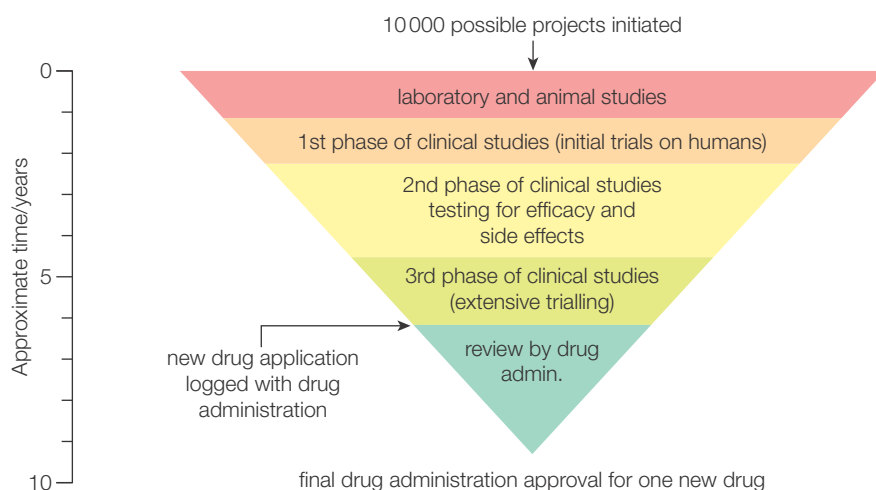 10 000 possible projects initiated
0
laboratory and animal studies
1st phase of clinical studies (initial trials on humans)
2nd phase of clinical studies
testing for efficacy and
side effects
Approximate time/years
5
3rd phase of clinical studies
(extensive trialling)
new drug application
logged with drug
administration
review by drug
admin.
10
final drug administration approval for one new drug